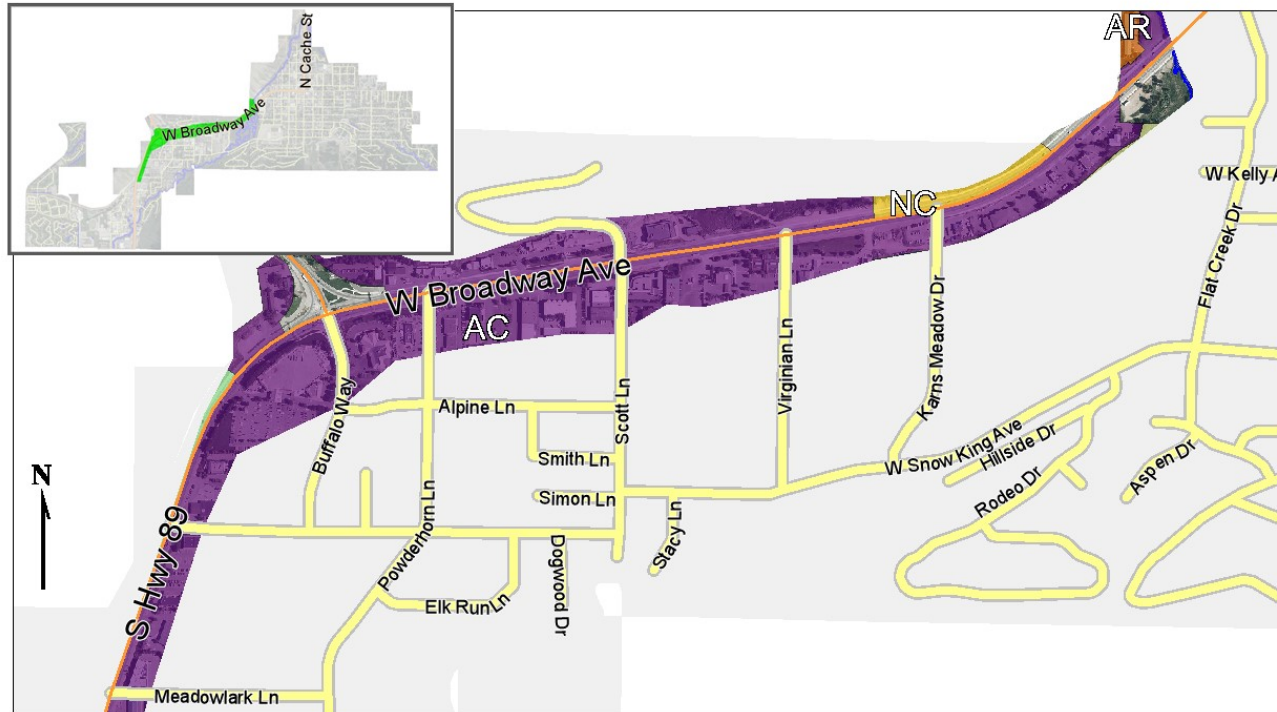 N Cache St
W Broadway Ave
AR
NC
W Kelly A
Flat Creek Dr
W Broadway Ave
AC
Buffalo Way
Alpine Ln
Scott Ln
Virginian Ln
Karns Meadow Dr
Smith Ln
Simon Ln
W Snow King Ave
Hillside Dr
Rodeo Dr
Aspen Dr
N
S Hwy 89
Powderhorn Ln
Stacy Ln
Dogwood Dr
Elk Run Ln
Meadowlark Ln